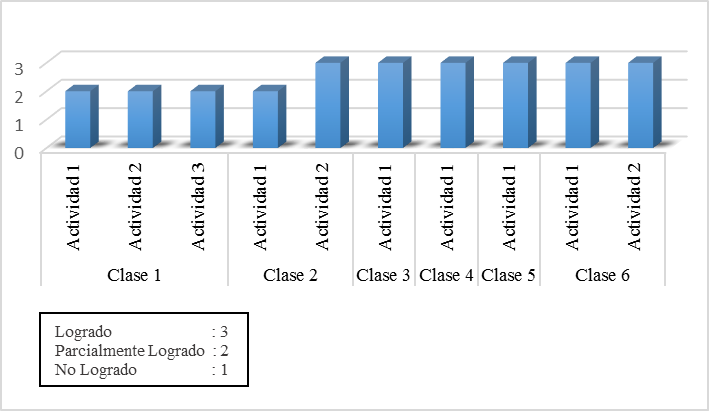 3
2
1
0
Actividad 1
Actividad 2
Actividad 3
Actividad 1
Actividad 2
Actividad 1
Actividad 1
Actividad 1
Actividad 1
Actividad 2
Clase 1
Clase 2
Clase 3
Clase 4
Clase 5
Clase 6
Logrado : 3
Parcialmente Logrado : 2
No Logrado : 1